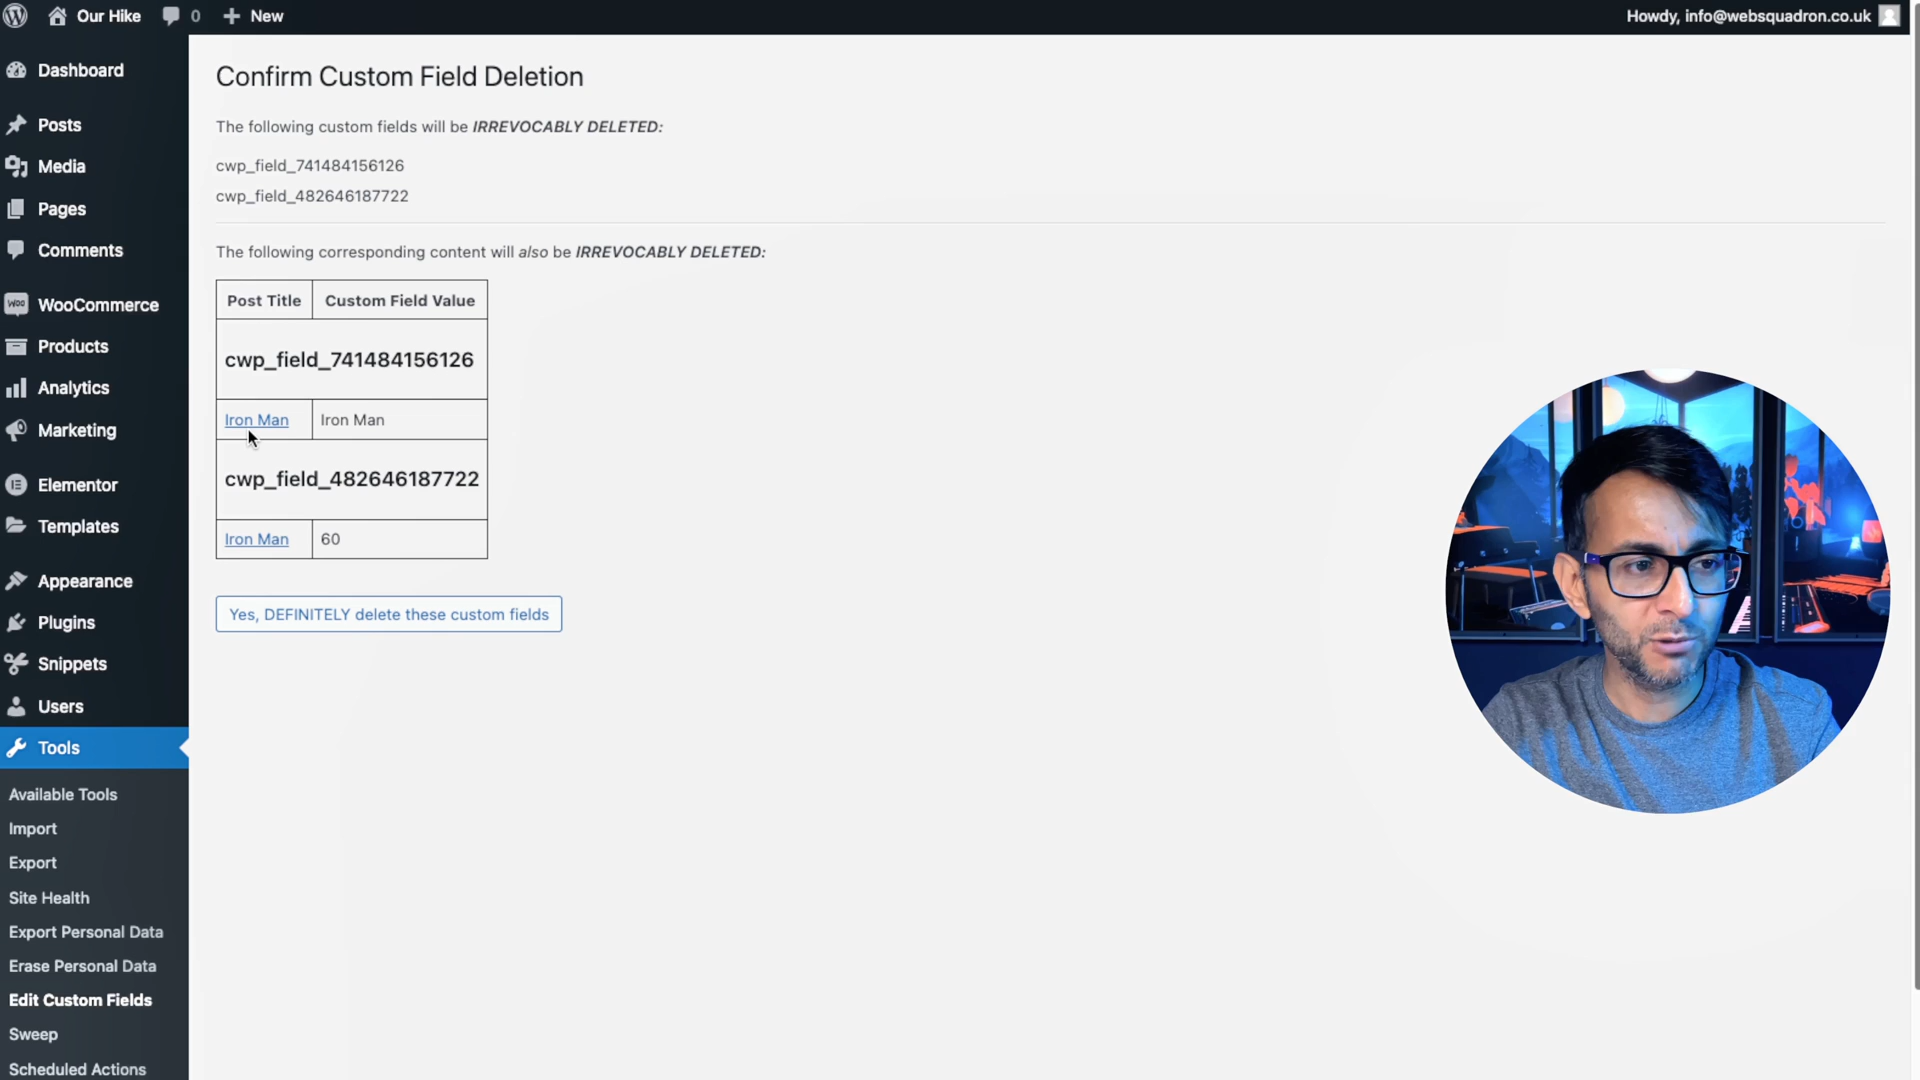 Our Hike
0
New
Howdy, info@websquadron.co.uk
Dashboard
Posts
Media
Pages
Comments
WooCommerce
Products
Analytics
Marketing
Elementor
Templates
Appearance
Plugins
Snippets
Users
Tools
Available Tools
Import
Export
Site Health
Export Personal Data
Erase Personal Data
Edit Custom Fields
Sweep
Scheduled Actions
Confirm Custom Field Deletion
The following custom fields will be IRREVOCABLY DELETED:
cwp_field_741484156126
cwp_field_482646187722
The following corresponding content will also be IRREVOCABLY DELETED:
Post Title Custom Field Value
cwp_field_741484156126
Iron Man Iron Man
cwp_field_482646187722
Iron Man 60
Yes, DEFINITELY delete these custom fields